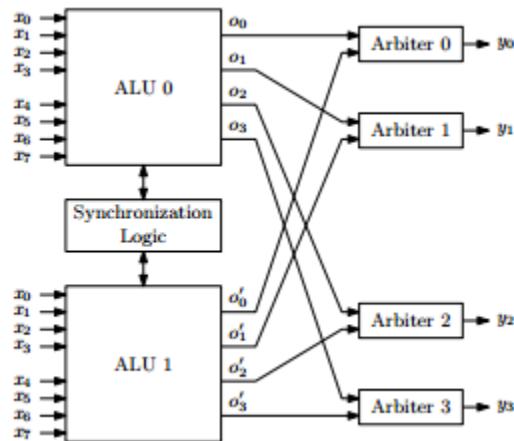 x₀
x₁
x₂
x₃
x₄
x₅
x₆
x₇
ALU 0
o₀
o₁
o₂
o₃
Arbiter 0
y₀
Arbiter 1
y₁
Synchronization
Logic
x₀
x₁
x₂
x₃
x₄
x₅
x₆
x₇
ALU 1
o′₀
o′₁
o′₂
o′₃
Arbiter 2
y₂
Arbiter 3
y₃